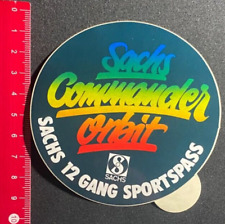 Sachs
Commander
Orbit
SACHS 12 GANG SPORTSPASS
S
SACHS